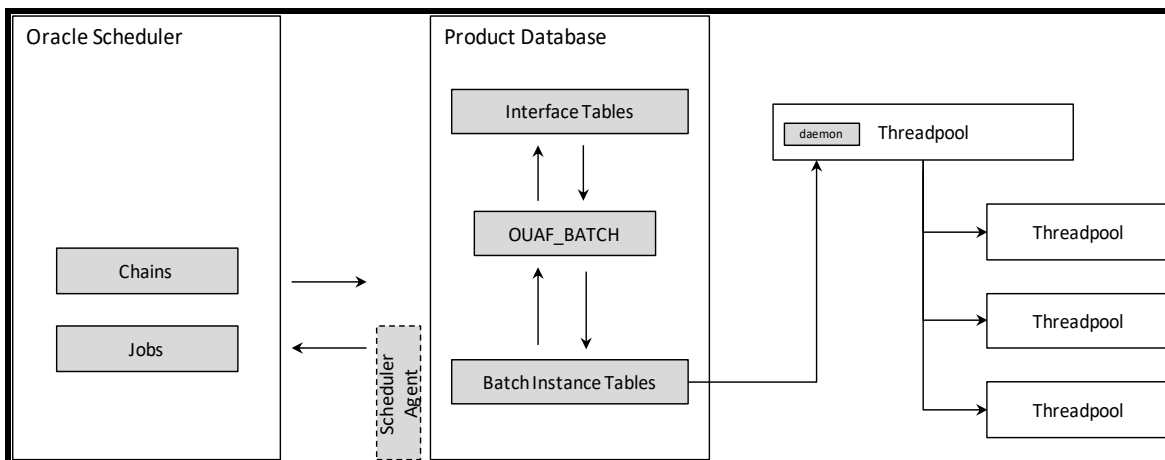 Oracle Scheduler
Chains
Jobs
Scheduler
Agent
Product Database
Interface Tables
OUAF_BATCH
Batch Instance Tables
daemon
Threadpool
Threadpool
Threadpool
Threadpool